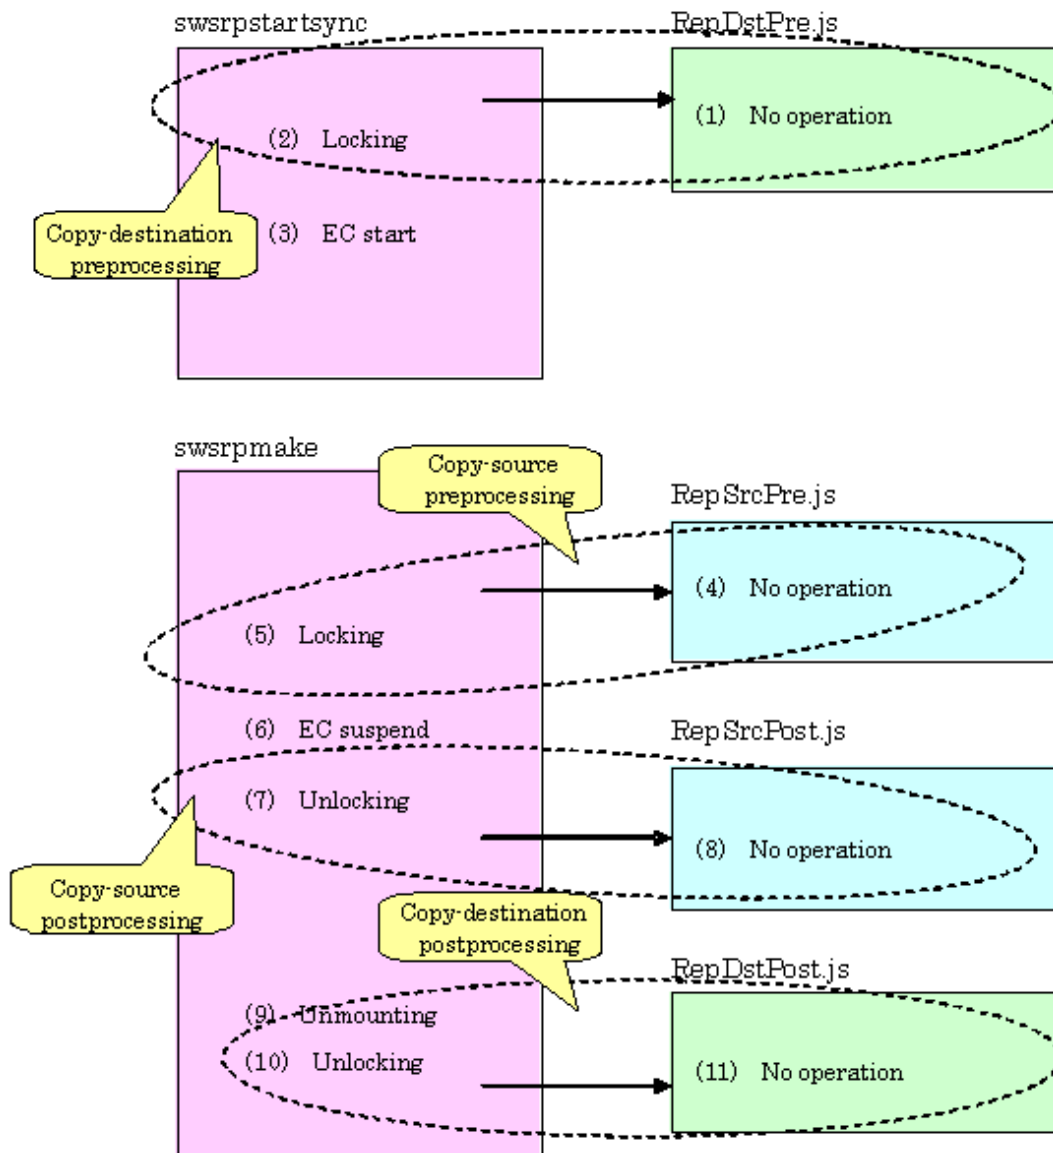 swsrpstartsync
RepDstPre.js
(1) No operation
(2) Locking
Copy-destination
preprocessing
(3) EC start
swsrpmake
Copy-source
preprocessing
RepSrcPre.js
(4) No operation
(5) Locking
(6) EC suspend
RepSrcPost.js
(7) Unlocking
(8) No operation
Copy-source
postprocessing
Copy-destination
postprocessing
RepDstPost.js
(9) Unmounting
(10) Unlocking
(11) No operation